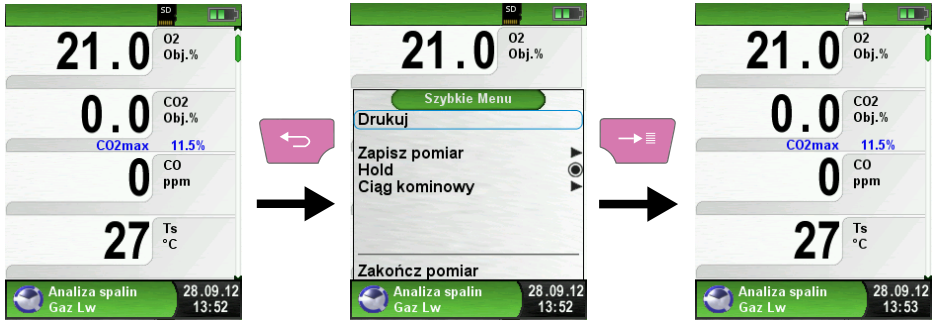 SD
21.0 O2 Obj.%
0.0 CO2 Obj.%
CO2max 11.5%
0 CO ppm
27 Ts °C
Analiza spalin 28.09.12
Gaz Lw 13:52
SD
21.0 O2 Obj.%
Szybkie Menu
Drukuj
Zapisz pomiar
Hold
Ciąg kominowy
Zakończ pomiar
Analiza spalin 28.09.12
Gaz Lw 13:52
21.0 O2 Obj.%
0.0 CO2 Obj.%
CO2max 11.5%
0 CO ppm
27 Ts °C
Analiza spalin 28.09.12
Gaz Lw 13:53